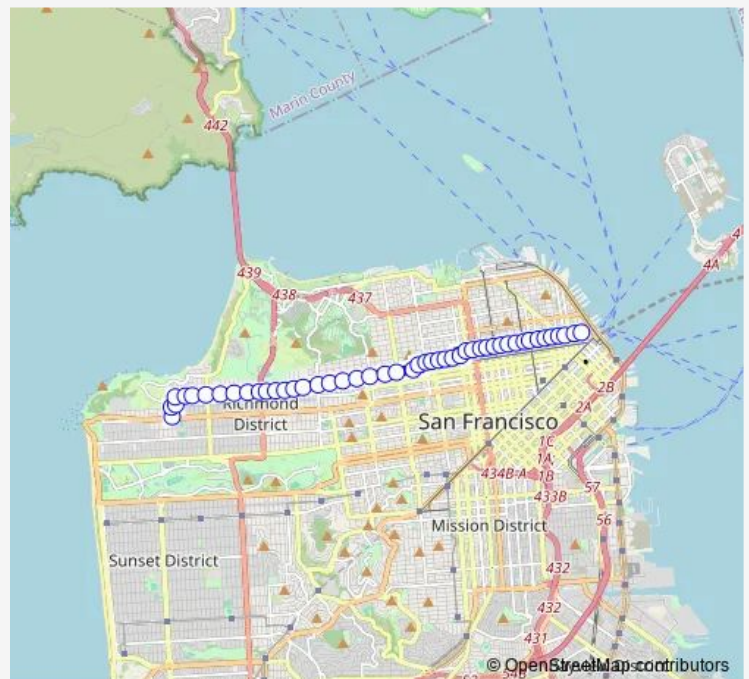 Marin County
442
4
4A
439
438
437
Richmond
District
San Francisco
2B
2A
1C
1A
1B
434B-A
433B
57
56
Mission District
Sunset District
432
432
431
© OpenStreetMap contributors